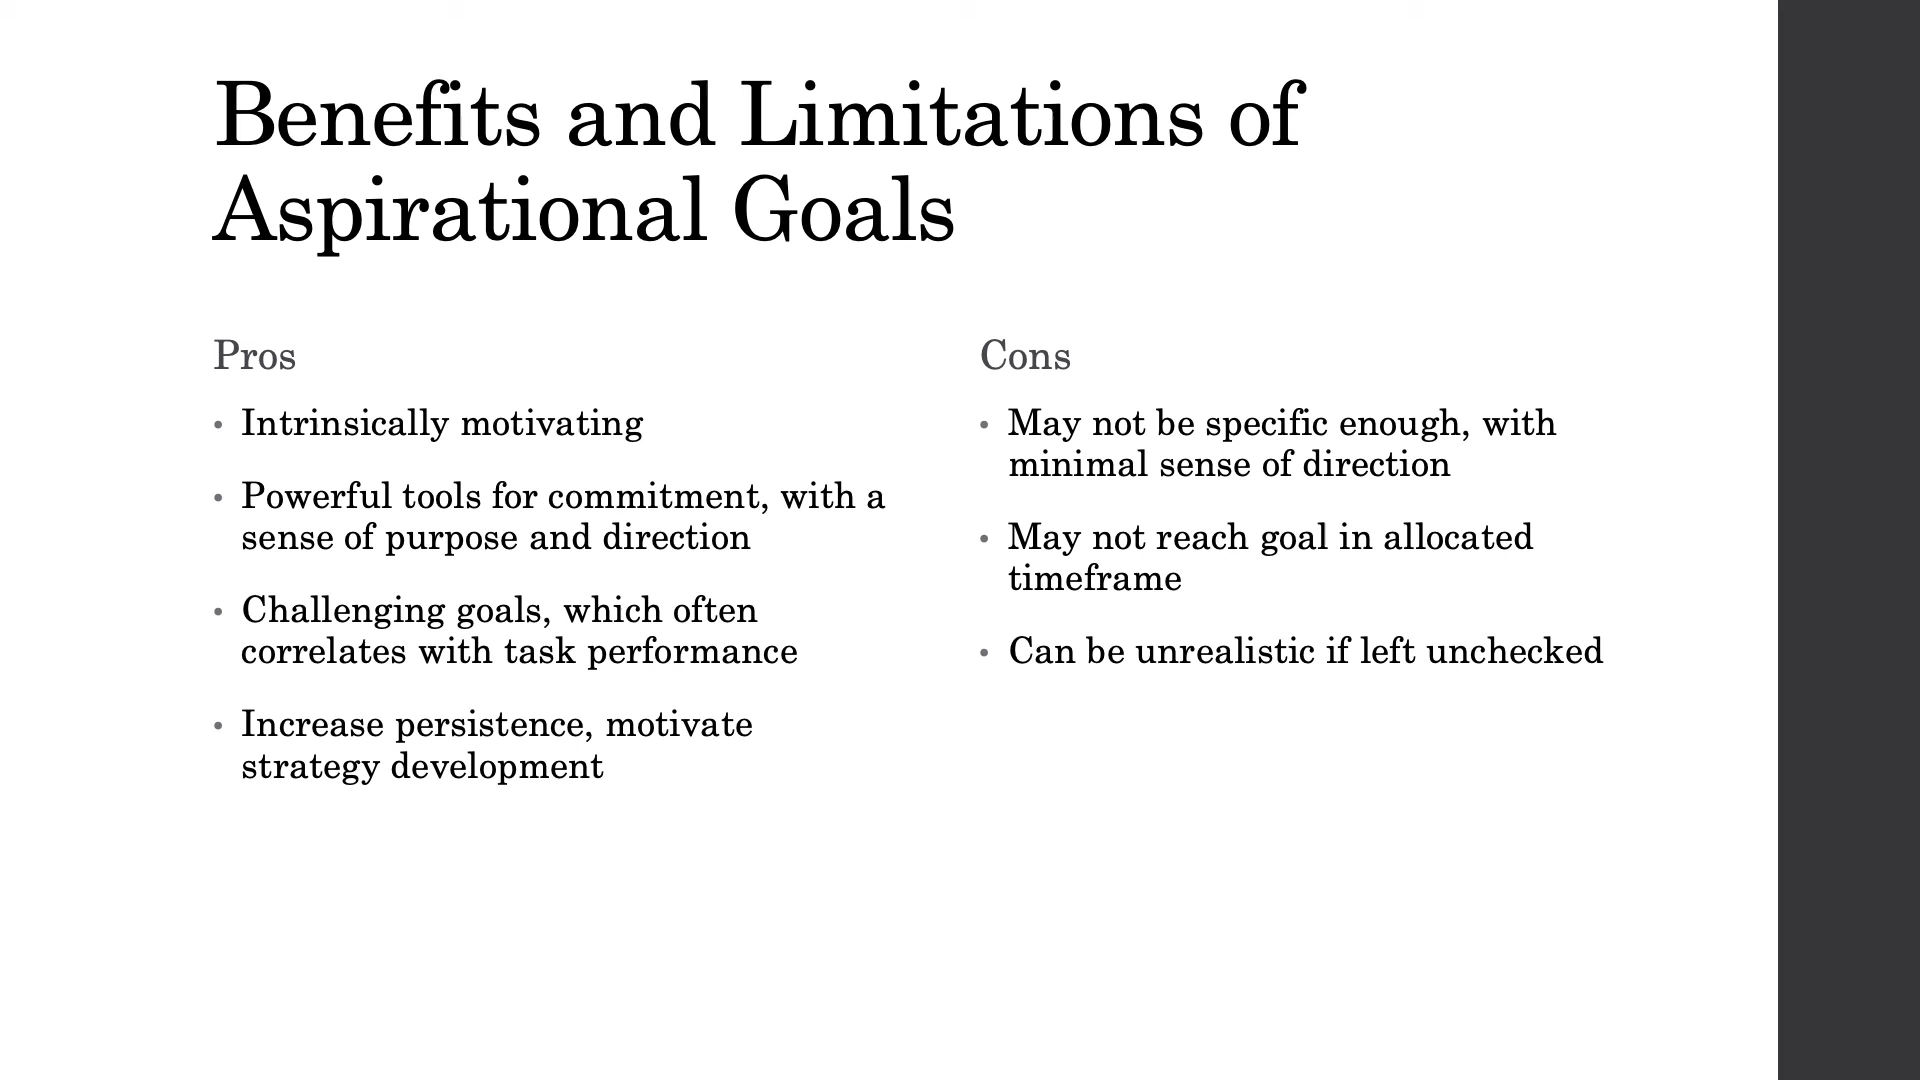 Benefits and Limitations of
Aspirational Goals
Pros
• Intrinsically motivating
• Powerful tools for commitment, with a
sense of purpose and direction
• Challenging goals, which often
correlates with task performance
• Increase persistence, motivate
strategy development
Cons
• May not be specific enough, with
minimal sense of direction
• May not reach goal in allocated
timeframe
• Can be unrealistic if left unchecked